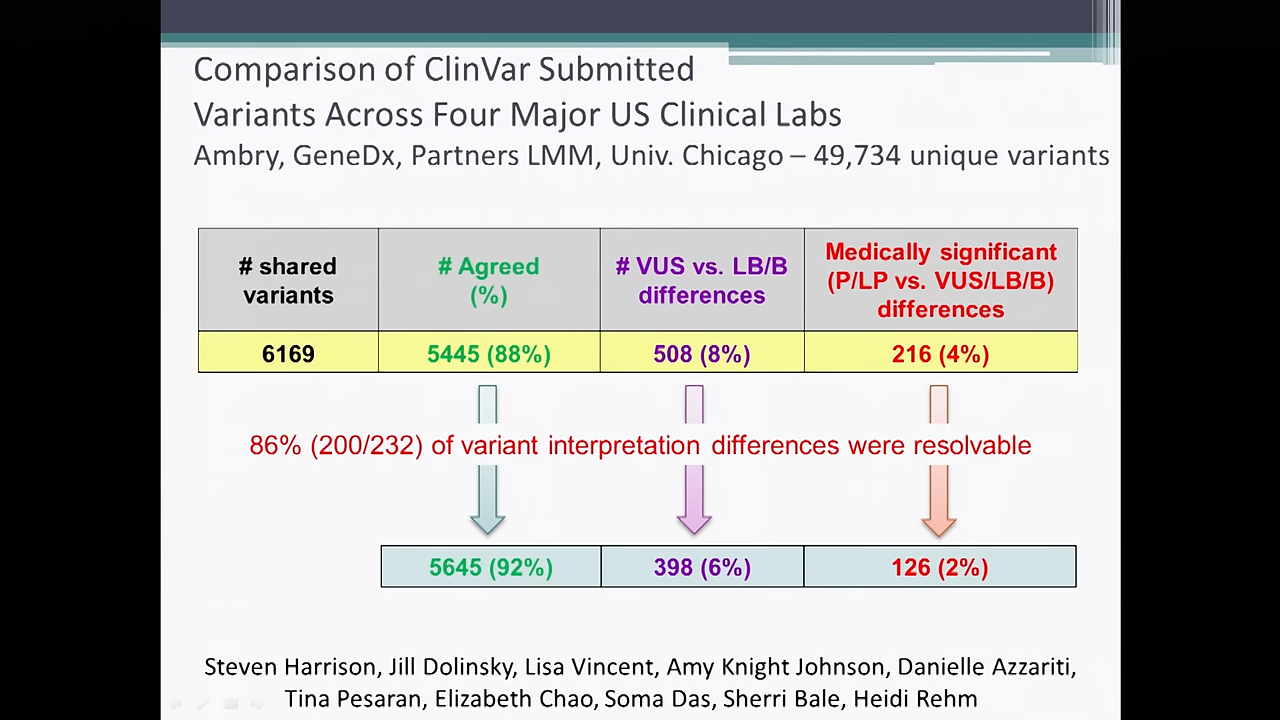 Comparison of ClinVar Submitted
Variants Across Four Major US Clinical Labs
Ambry, GeneDx, Partners LMM, Univ. Chicago – 49,734 unique variants
# shared variants
# Agreed (%)
# VUS vs. LB/B differences
Medically significant (P/LP vs. VUS/LB/B) differences
6169
5445 (88%)
508 (8%)
216 (4%)
86% (200/232) of variant interpretation differences were resolvable
5645 (92%)
398 (6%)
126 (2%)
Steven Harrison, Jill Dolinsky, Lisa Vincent, Amy Knight Johnson, Danielle Azzariti,
Tina Pesaran, Elizabeth Chao, Soma Das, Sherri Bale, Heidi Rehm